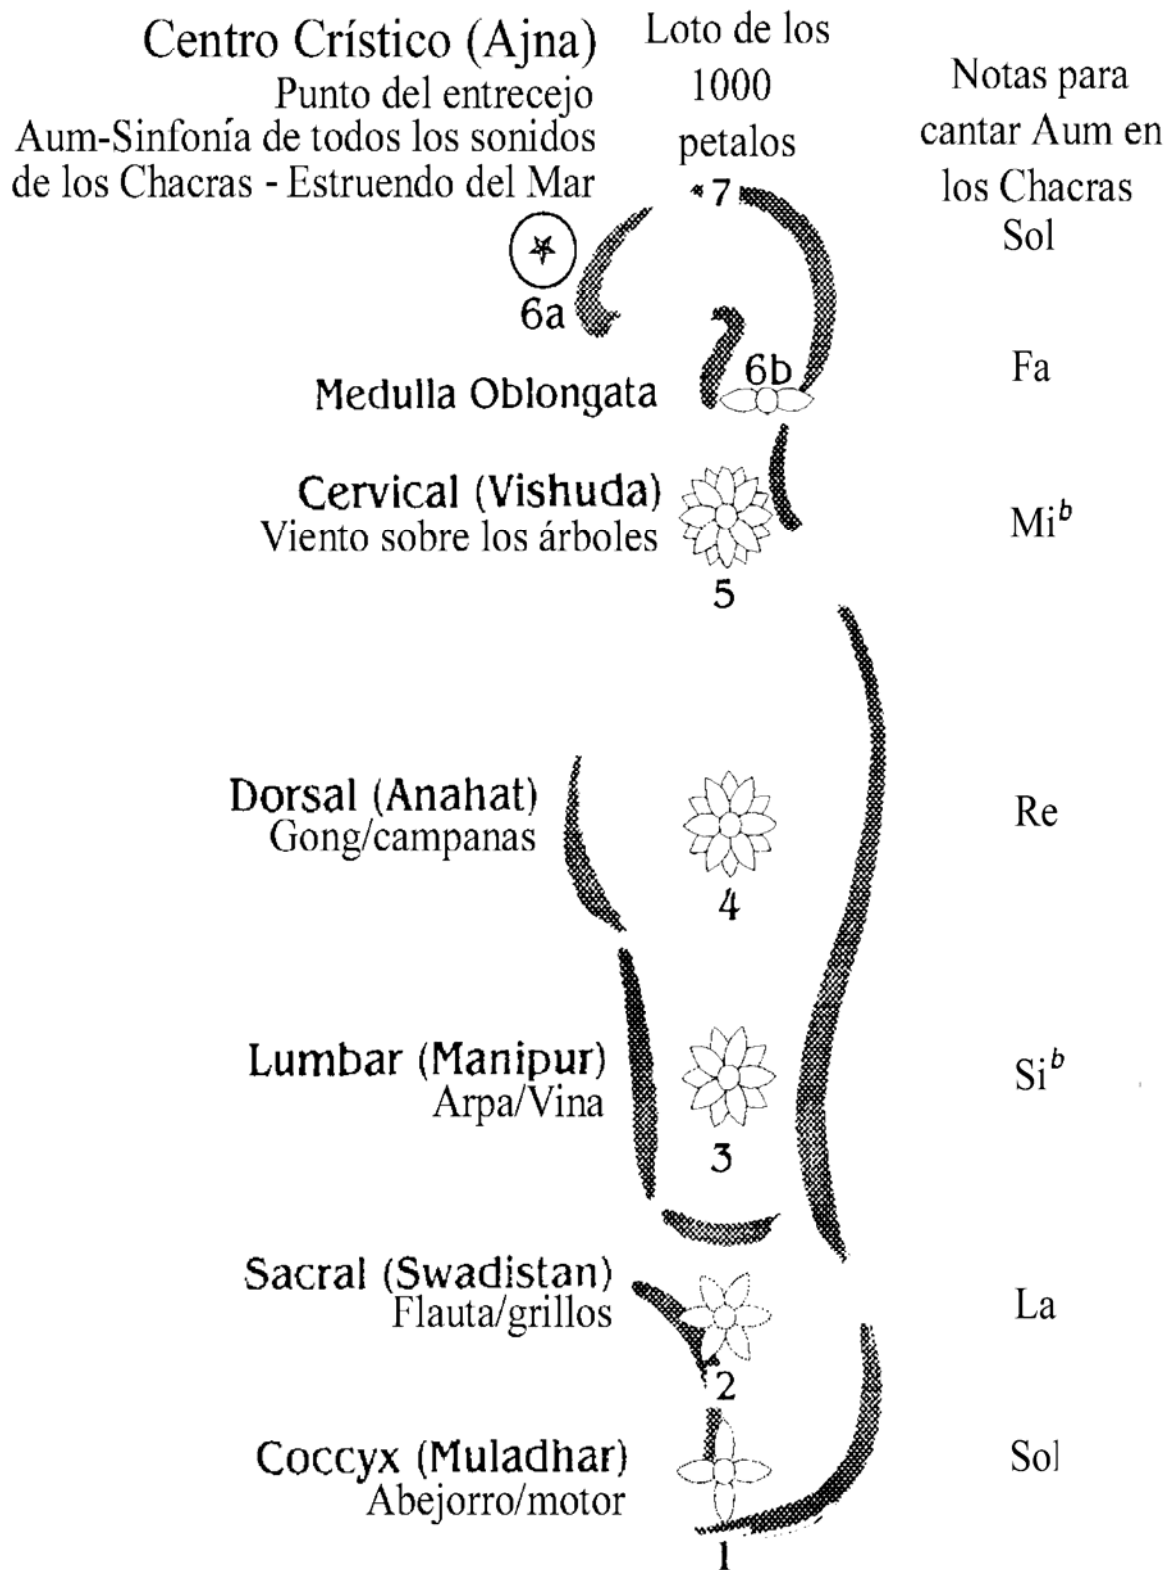 Centro Crístico (Ajna)
Punto del entrecejo
Aum-Sinfonía de todos los sonidos
de los Chacras - Estruendo del Mar
Loto de los
1000
petalos
Notas para
cantar Aum en
los Chacras
7
Sol
6a
6b
Medulla Oblongata
Fa
Cervical (Vishuda)
Viento sobre los árboles
5
Mi♭
Dorsal (Anahat)
Gong/campanas
4
Re
Lumbar (Manipur)
Arpa/Vina
3
Si♭
Sacral (Swadistan)
Flauta/grillos
2
La
Coccyx (Muladhar)
Abejorro/motor
1
Sol